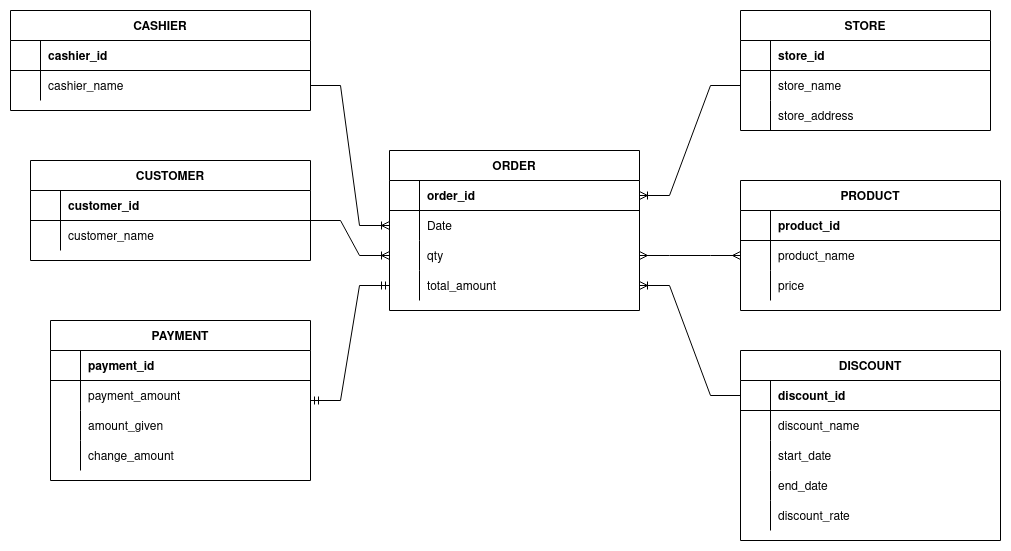 CASHIER
cashier_id
cashier_name
CUSTOMER
customer_id
customer_name
PAYMENT
payment_id
payment_amount
amount_given
change_amount
ORDER
order_id
Date
qty
total_amount
STORE
store_id
store_name
store_address
PRODUCT
product_id
product_name
price
DISCOUNT
discount_id
discount_name
start_date
end_date
discount_rate